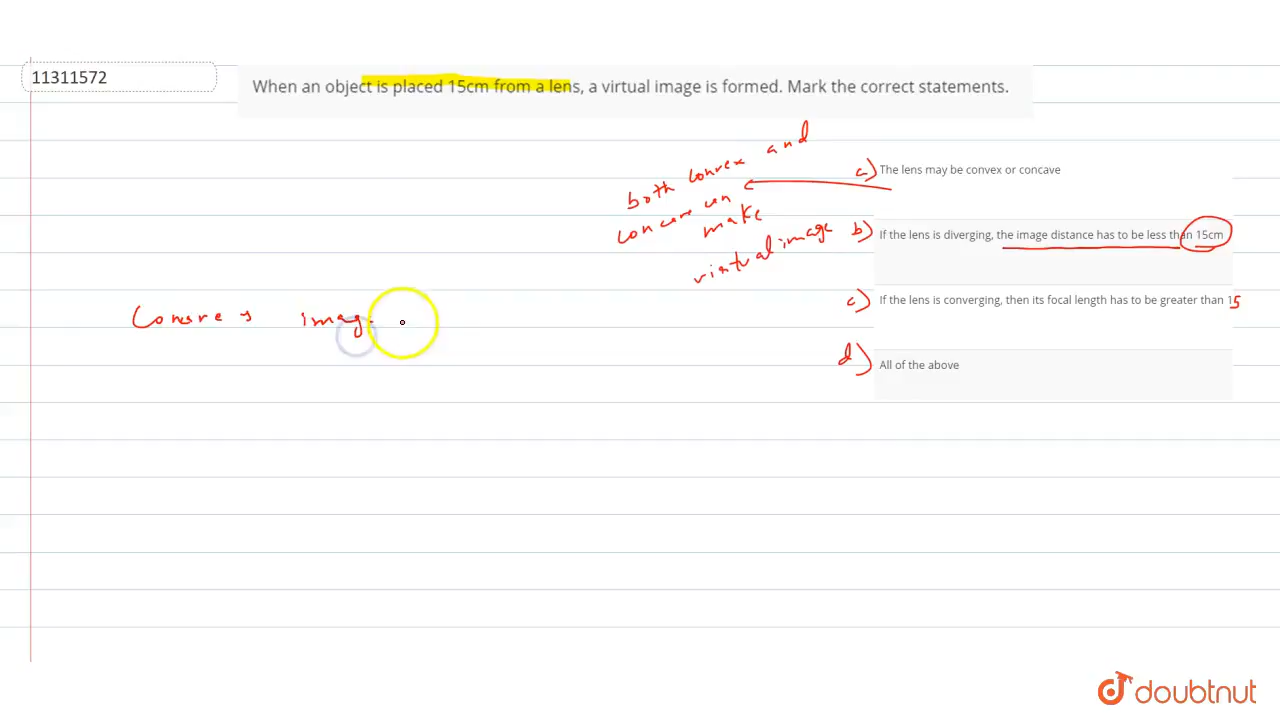 11311572
When an object is placed 15cm from a lens, a virtual image is formed. Mark the correct statements.
both convex and
concave can
make
virtual image
a) The lens may be convex or concave
b) If the lens is diverging, the image distance has to be less than 15cm
c) If the lens is converging, then its focal length has to be greater than 15
d) All of the above
imag.
doubtnut